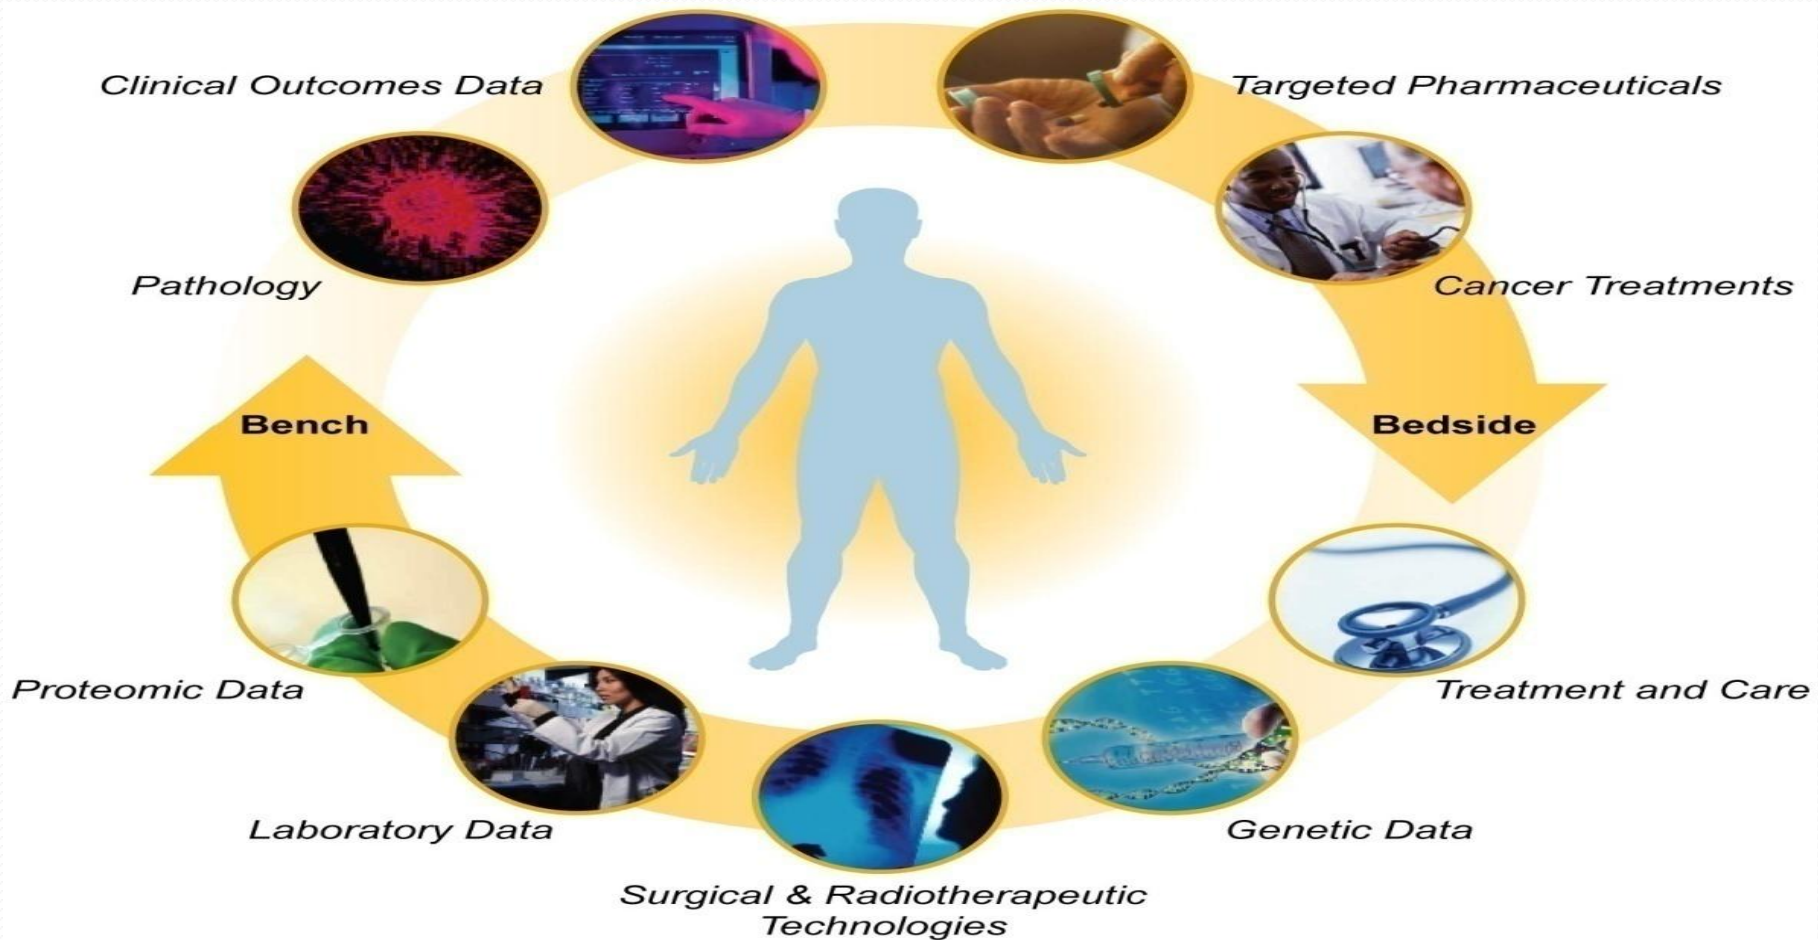 Clinical Outcomes Data
Targeted Pharmaceuticals
Pathology
Cancer Treatments
Bench
Bedside
Proteomic Data
Treatment and Care
Laboratory Data
Genetic Data
Surgical & Radiotherapeutic
Technologies